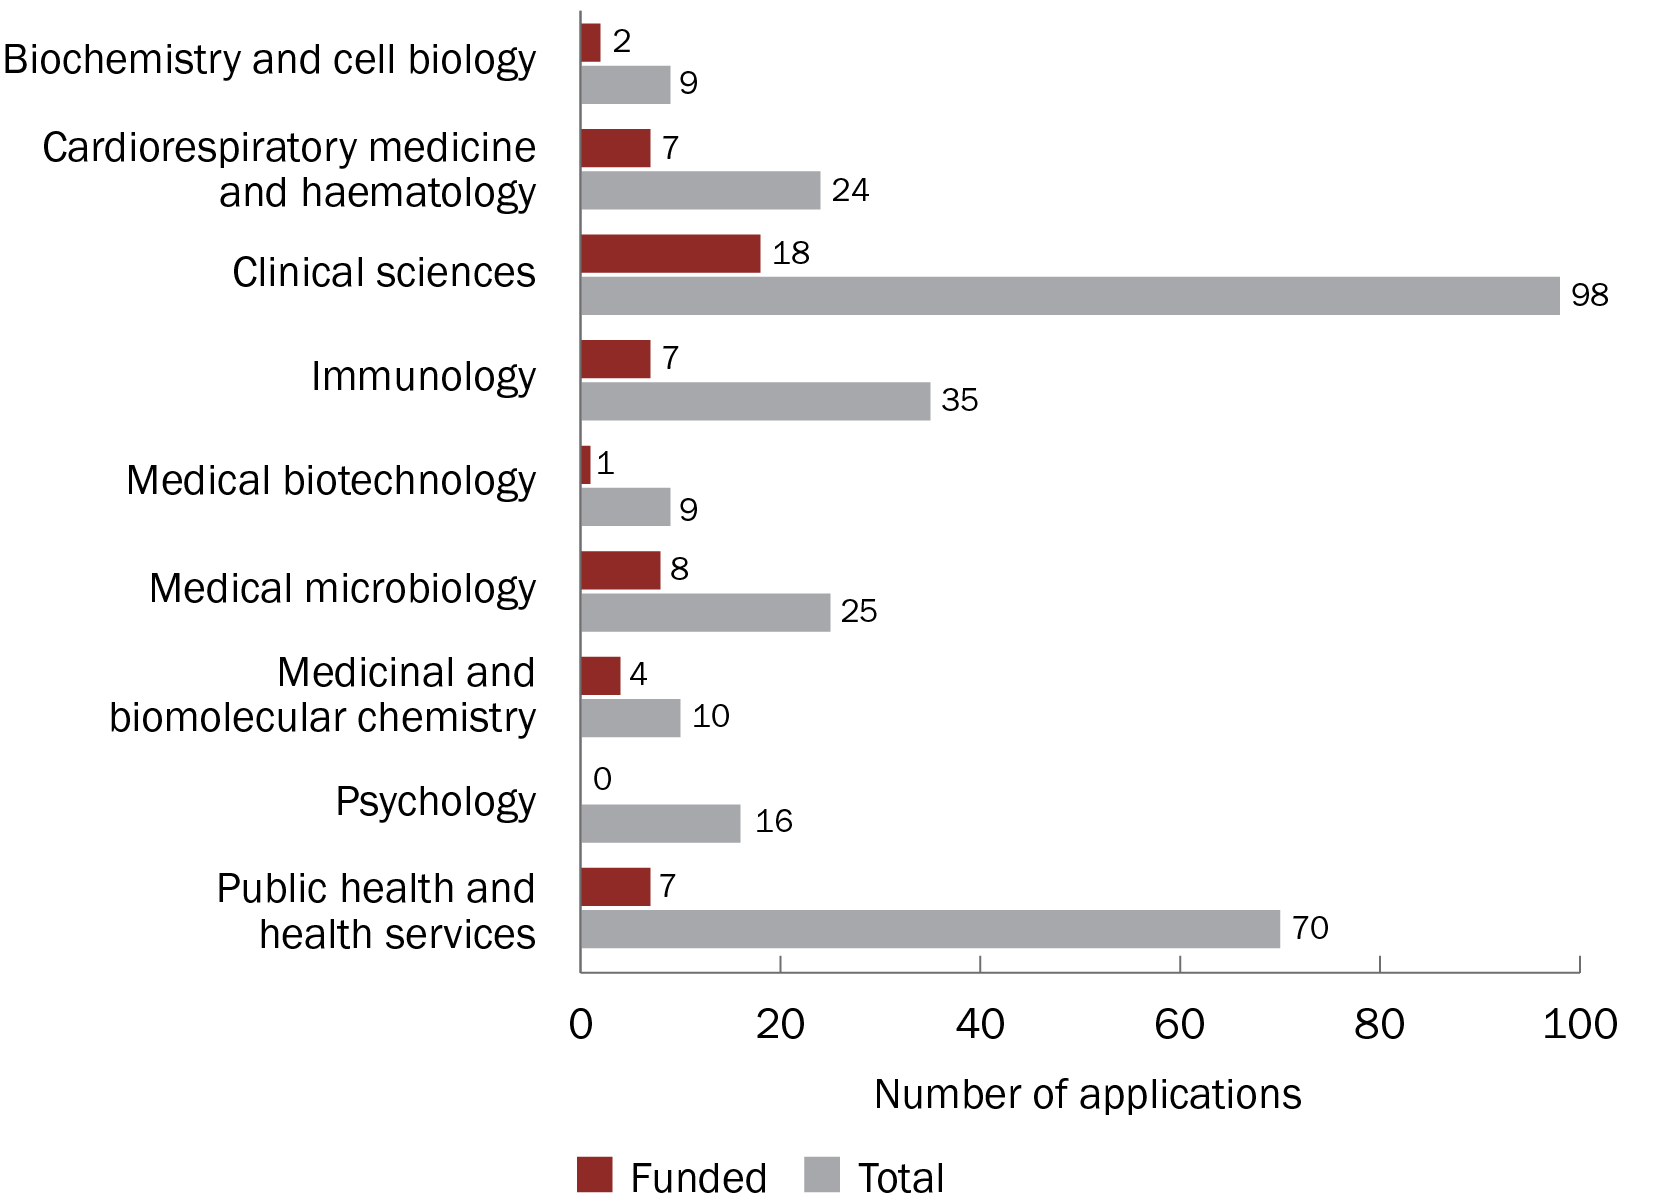 Biochemistry and cell biology
2
9
Cardiorespiratory medicine
and haematology
7
24
Clinical sciences
18
98
Immunology
7
35
Medical biotechnology
1
9
Medical microbiology
8
25
Medicinal and
biomolecular chemistry
4
10
Psychology
0
16
Public health and
health services
7
70
0 20 40 60 80 100
Number of applications
Funded Total